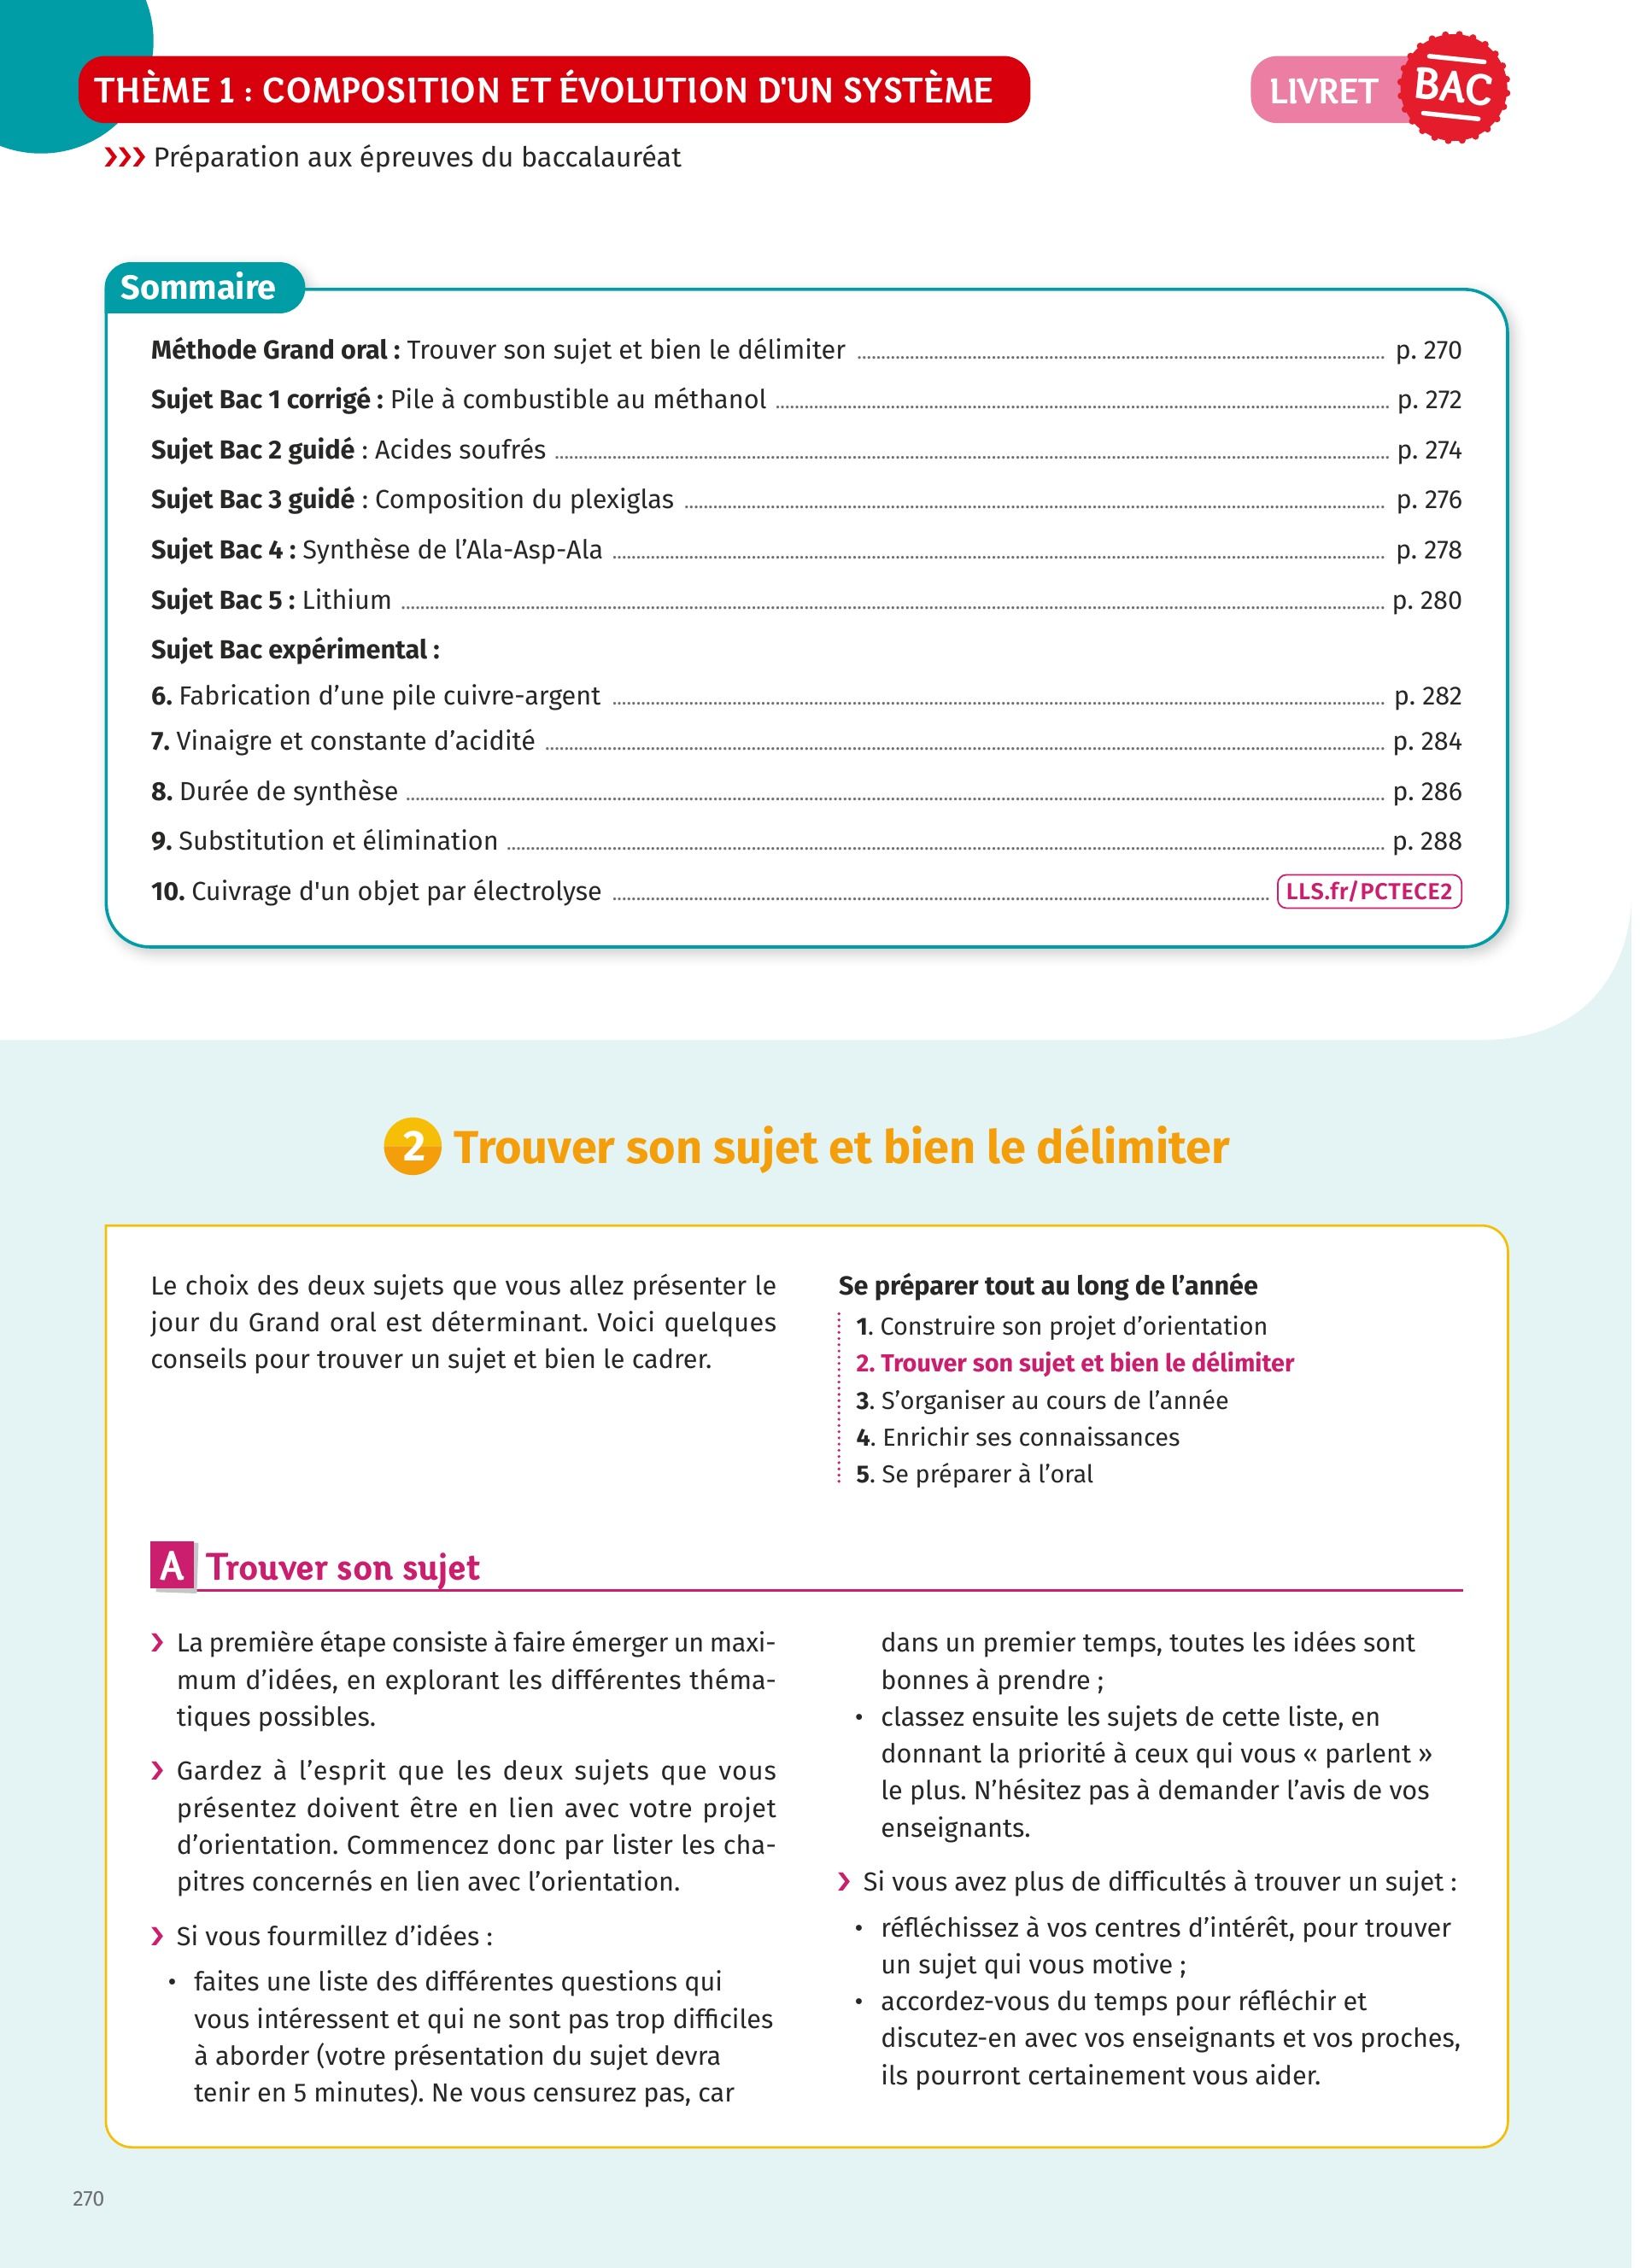 THÈME 1 : COMPOSITION ET ÉVOLUTION D'UN SYSTÈME
LIVRET BAC
Préparation aux épreuves du baccalauréat
Sommaire
Méthode Grand oral : Trouver son sujet et bien le délimiter p. 270
Sujet Bac 1 corrigé : Pile à combustible au méthanol p. 272
Sujet Bac 2 guidé : Acides soufrés p. 274
Sujet Bac 3 guidé : Composition du plexiglas p. 276
Sujet Bac 4 : Synthèse de l’Ala-Asp-Ala p. 278
Sujet Bac 5 : Lithium p. 280
Sujet Bac expérimental :
6. Fabrication d’une pile cuivre-argent p. 282
7. Vinaigre et constante d’acidité p. 284
8. Durée de synthèse p. 286
9. Substitution et élimination p. 288
10. Cuivrage d'un objet par électrolyse LLS.fr/PCTECE2
2 Trouver son sujet et bien le délimiter
Le choix des deux sujets que vous allez présenter le
jour du Grand oral est déterminant. Voici quelques
conseils pour trouver un sujet et bien le cadrer.
Se préparer tout au long de l’année
1. Construire son projet d’orientation
2. Trouver son sujet et bien le délimiter
3. S’organiser au cours de l’année
4. Enrichir ses connaissances
5. Se préparer à l’oral
A Trouver son sujet
La première étape consiste à faire émerger un maxi-
mum d’idées, en explorant les différentes théma-
tiques possibles.
Gardez à l’esprit que les deux sujets que vous
présentez doivent être en lien avec votre projet
d’orientation. Commencez donc par lister les cha-
pitres concernés en lien avec l’orientation.
Si vous fourmillez d’idées :
• faites une liste des différentes questions qui
vous intéressent et qui ne sont pas trop difficiles
à aborder (votre présentation du sujet devra
tenir en 5 minutes). Ne vous censurez pas, car
dans un premier temps, toutes les idées sont
bonnes à prendre ;
• classez ensuite les sujets de cette liste, en
donnant la priorité à ceux qui vous « parlent »
le plus. N’hésitez pas à demander l’avis de vos
enseignants.
Si vous avez plus de difficultés à trouver un sujet :
• réfléchissez à vos centres d’intérêt, pour trouver
un sujet qui vous motive ;
• accordez-vous du temps pour réfléchir et
discutez-en avec vos enseignants et vos proches,
ils pourront certainement vous aider.
270